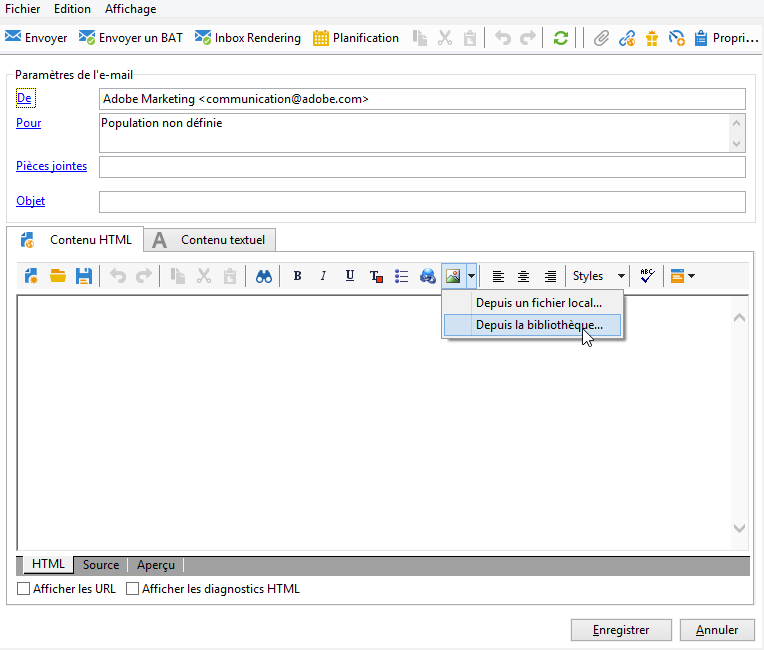 Fichier Edition Affichage
Envoyer Envoyer un BAT Inbox Rendering Planification Propri...
Paramètres de l'e-mail
De Adobe Marketing <communication@adobe.com>
Pour Population non définie
Pièces jointes
Objet
Contenu HTML A Contenu textuel
B I U T Styles ABC
Depuis un fichier local...
Depuis la bibliothèque...
HTML Source Aperçu
Afficher les URL Afficher les diagnostics HTML
Enregistrer Annuler